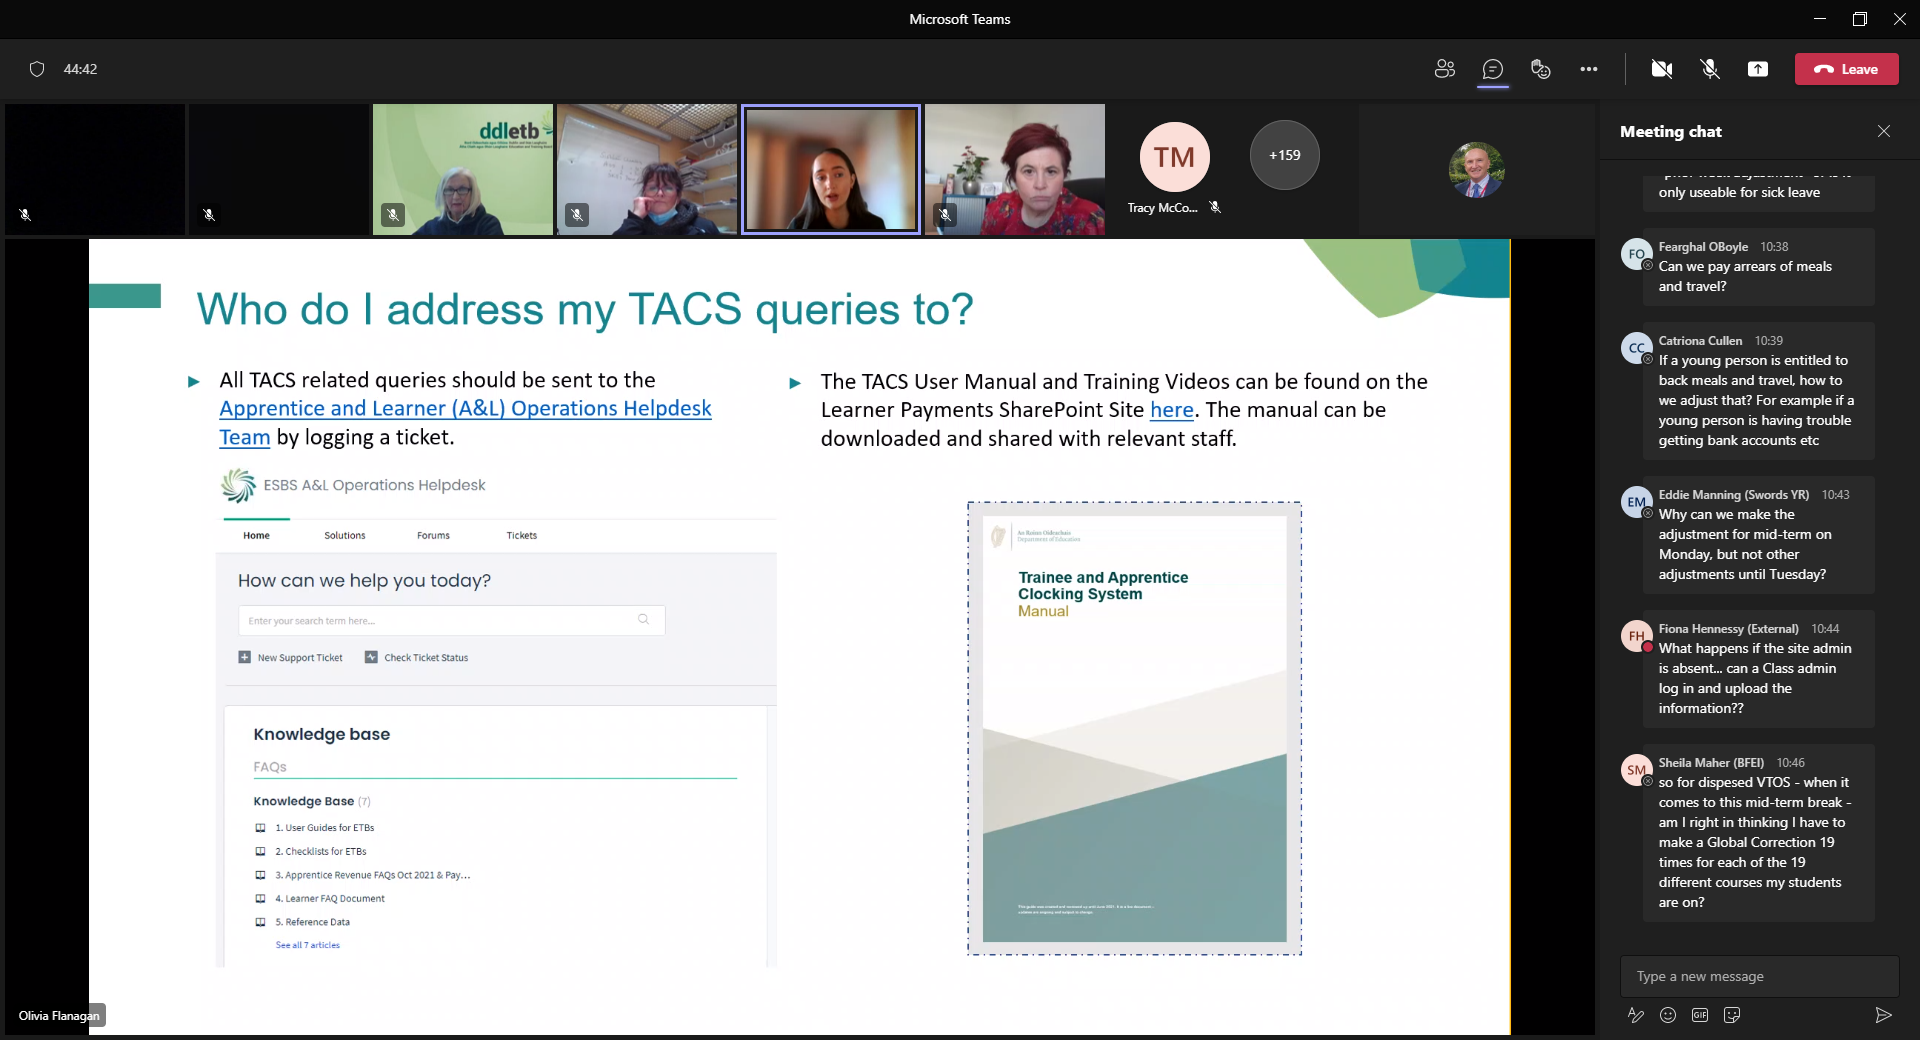 Microsoft Teams
44:42
Leave
ddletb
TM
+159
Tracy McCo...
Who do I address my TACS queries to?
All TACS related queries should be sent to the
Apprentice and Learner (A&L) Operations Helpdesk
Team by logging a ticket.
The TACS User Manual and Training Videos can be found on the
Learner Payments SharePoint Site here. The manual can be
downloaded and shared with relevant staff.
ESBS A&L Operations Helpdesk
Home
Solutions
Forums
Tickets
How can we help you today?
Enter your search term here...
New Support Ticket
Check Ticket Status
Knowledge base
FAQs
Knowledge Base (7)
1. User Guides for ETBs
2. Checklists for ETBs
3. Apprentice Revenue FAQs Oct 2021 & Pay...
4. Learner FAQ Document
5. Reference Data
See all 7 articles
An Roinn Oideachais
Department of Education
Trainee and Apprentice
Clocking System
Manual
Olivia Flanagan
Meeting chat
only useable for sick leave
FO
Fearghal OBoyle 10:38
Can we pay arrears of meals
and travel?
CC
Catriona Cullen 10:39
If a young person is entitled to
back meals and travel, how to
we adjust that? For example if a
young person is having trouble
getting bank accounts etc
EM
Eddie Manning (Swords YR) 10:43
Why can we make the
adjustment for mid-term on
Monday, but not other
adjustments until Tuesday?
FH
Fiona Hennessy (External) 10:44
What happens if the site admin
is absent... can a Class admin
log in and upload the
information??
SM
Sheila Maher (BFEI) 10:46
so for dispesed VTOS - when it
comes to this mid-term break -
am I right in thinking I have to
make a Global Correction 19
times for each of the 19
different courses my students
are on?
Type a new message
GIF